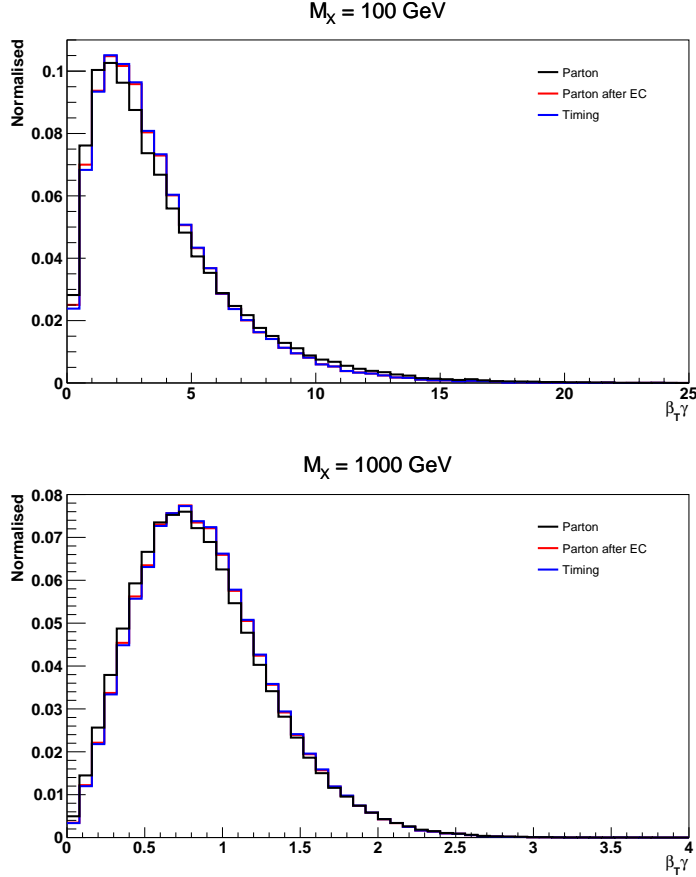 M_X = 100 GeV
Normalised
0.1
0.08
0.06
0.04
0.02
0
Parton
Parton after EC
Timing
0 5 10 15 20 25
β_T γ
M_X = 1000 GeV
Normalised
0.08
0.07
0.06
0.05
0.04
0.03
0.02
0.01
0
Parton
Parton after EC
Timing
0 0.5 1 1.5 2 2.5 3 3.5 4
β_T γ